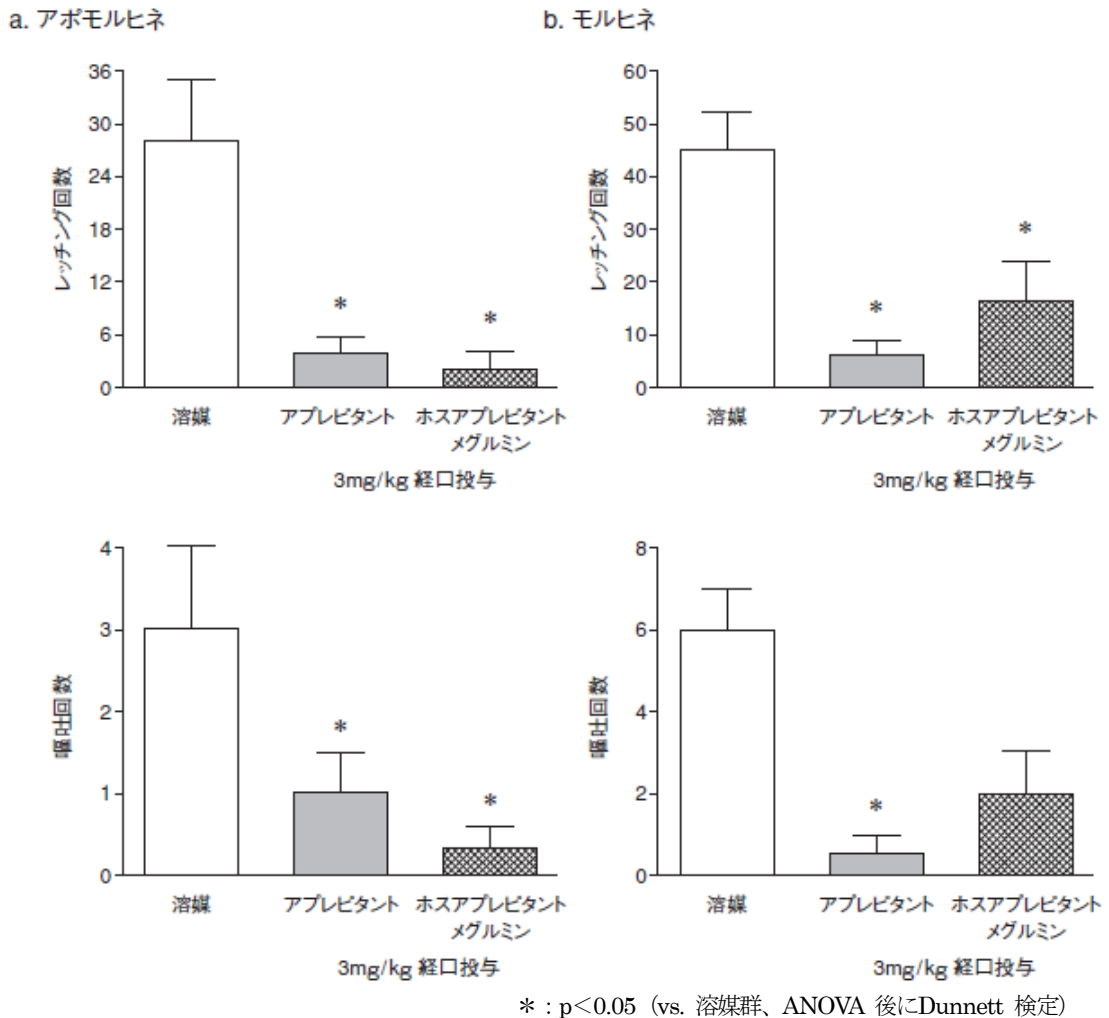 a. アポモルヒネ
レッチング回数
36
30
24
18
12
6
0
*
*
溶媒
アプレピタント
ホスアプレピタント
メグルミン
3mg/kg 経口投与
b. モルヒネ
レッチング回数
60
50
40
30
20
10
0
*
*
溶媒
アプレピタント
ホスアプレピタント
メグルミン
3mg/kg 経口投与
嘔吐回数
4
3
2
1
0
*
*
溶媒
アプレピタント
ホスアプレピタント
メグルミン
3mg/kg 経口投与
嘔吐回数
8
6
4
2
0
*
溶媒
アプレピタント
ホスアプレピタント
メグルミン
3mg/kg 経口投与
＊：p＜0.05（vs. 溶媒群、ANOVA 後にDunnett 検定）